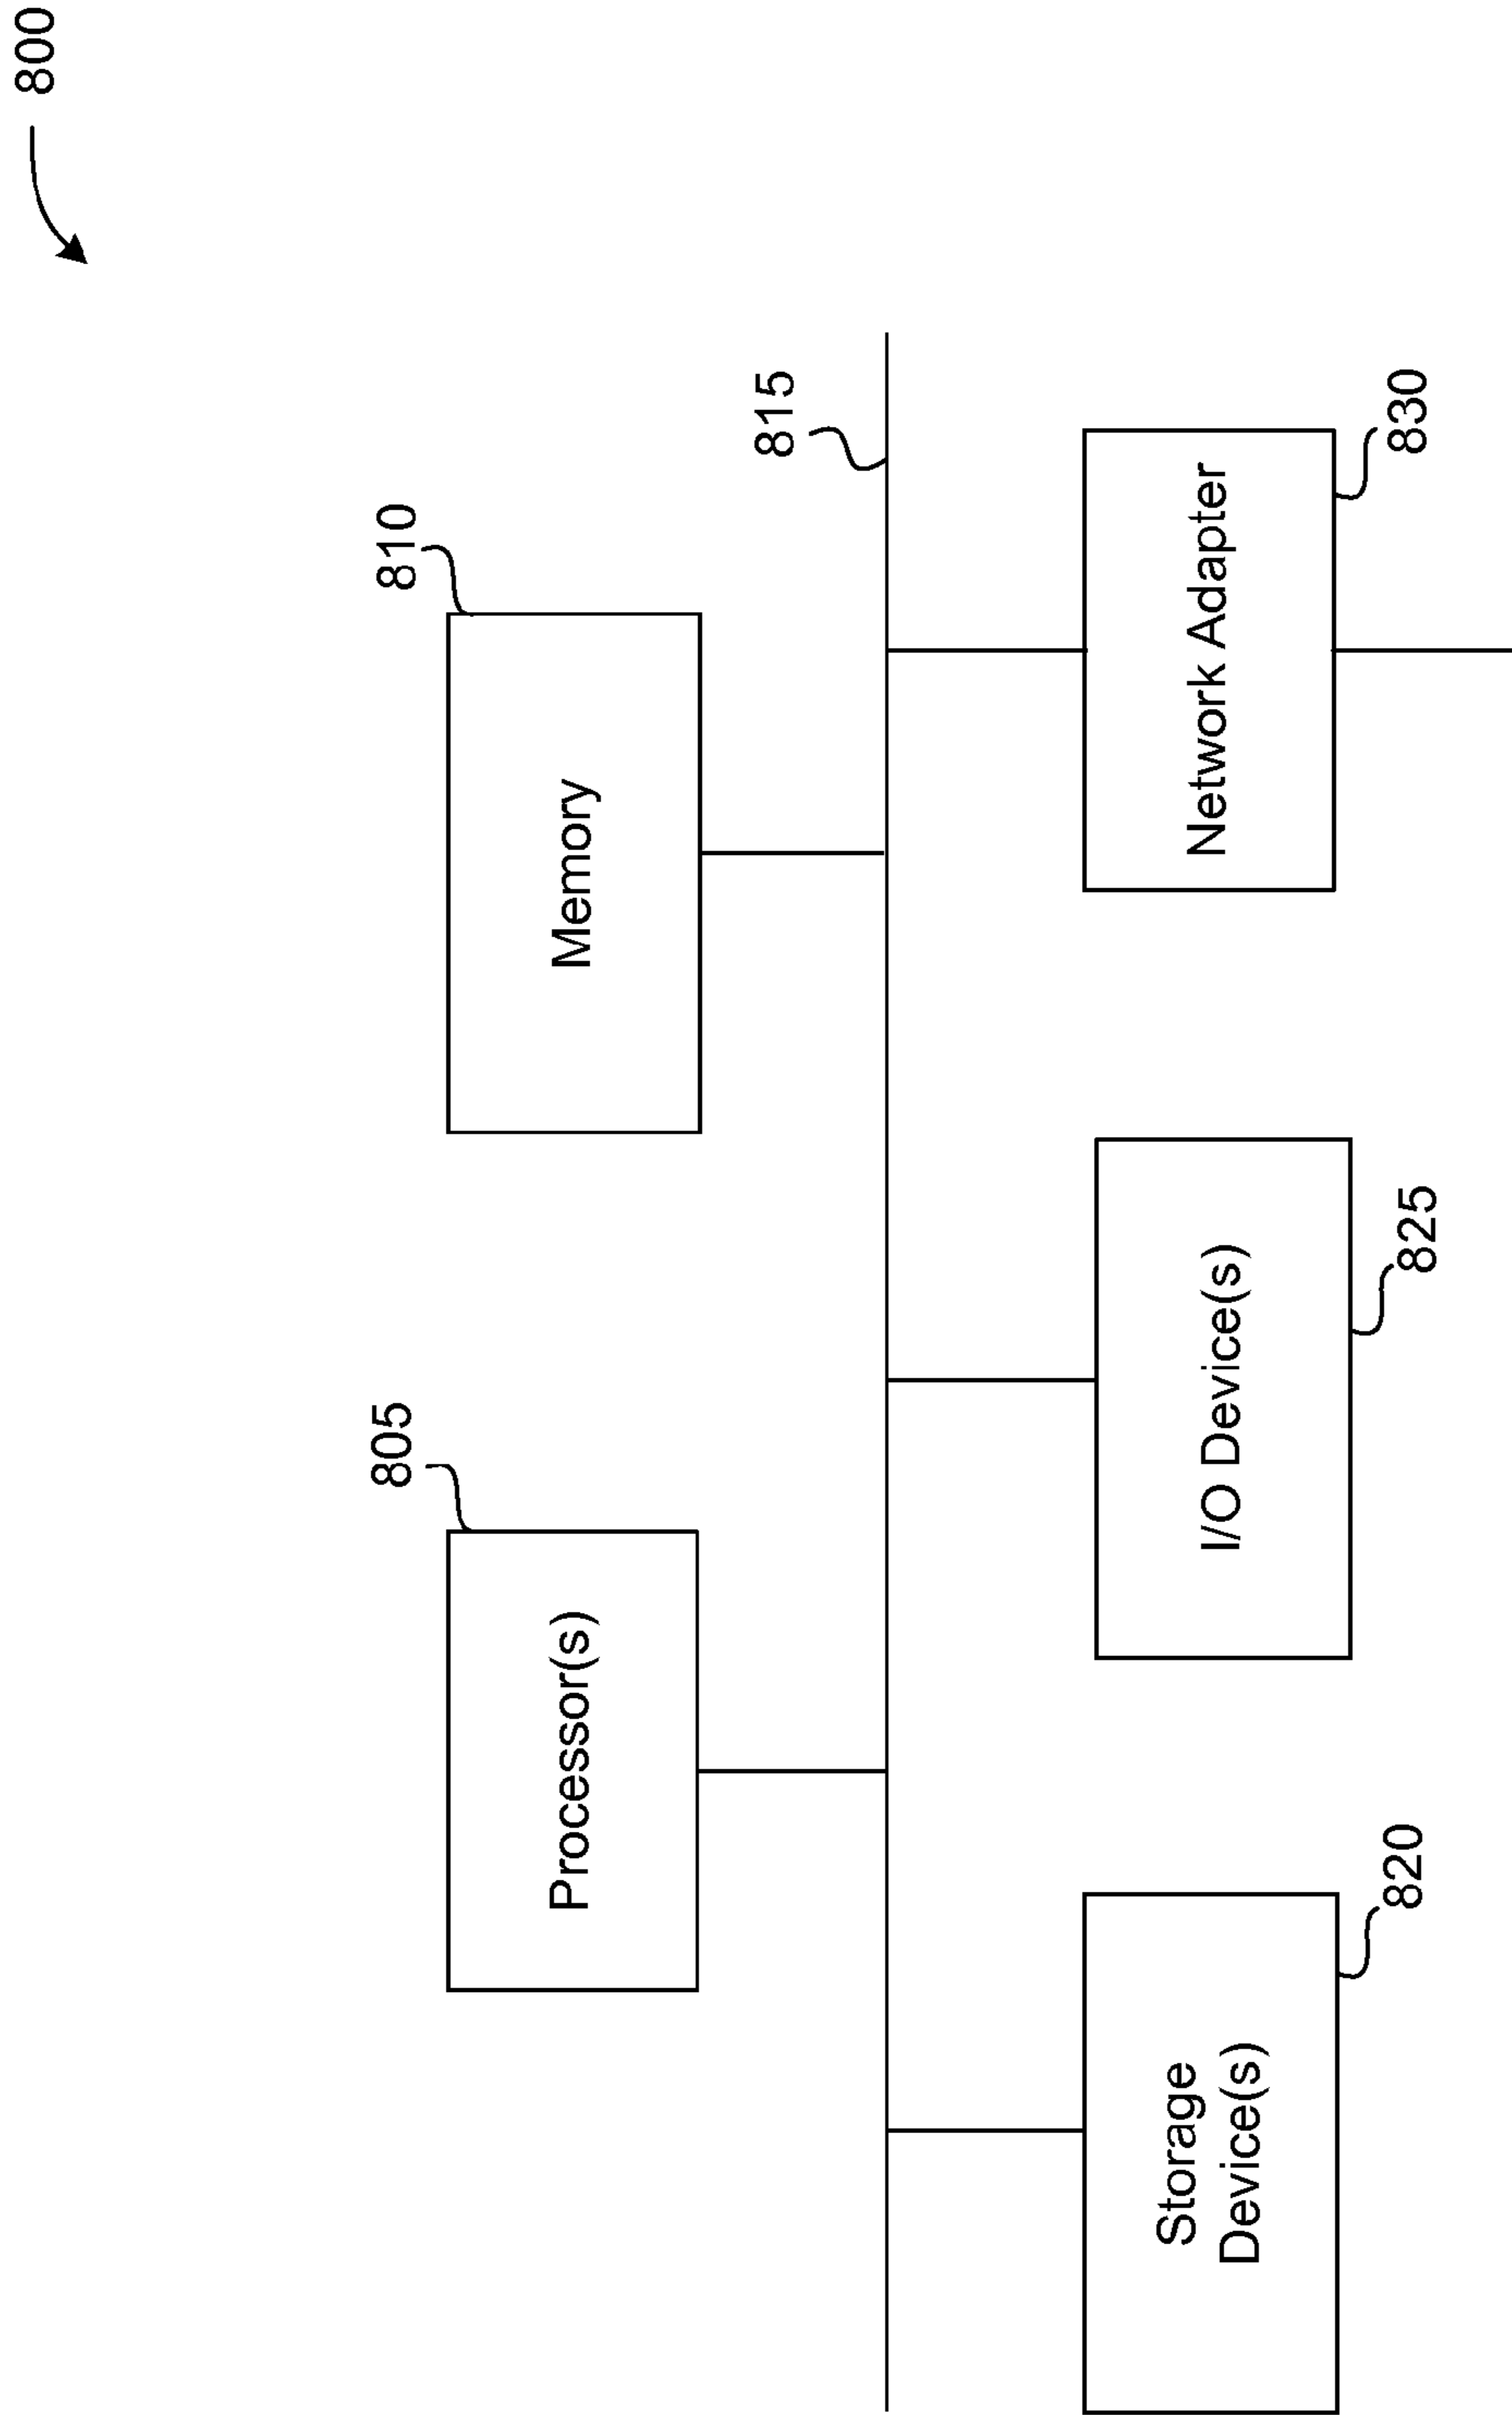 800
805
Processor(s)
810
Memory
815
820
Storage
Device(s)
825
I/O Device(s)
830
Network Adapter